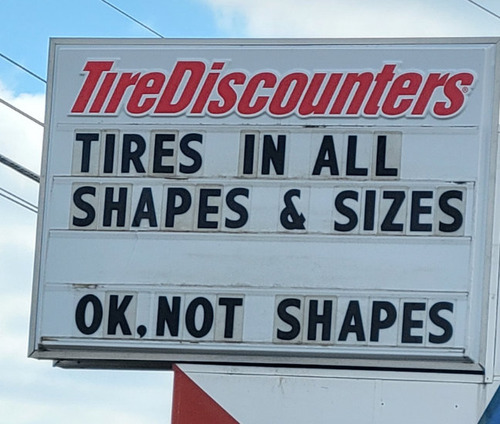 TireDiscounters®
TIRES IN ALL
SHAPES & SIZES
OK, NOT SHAPES